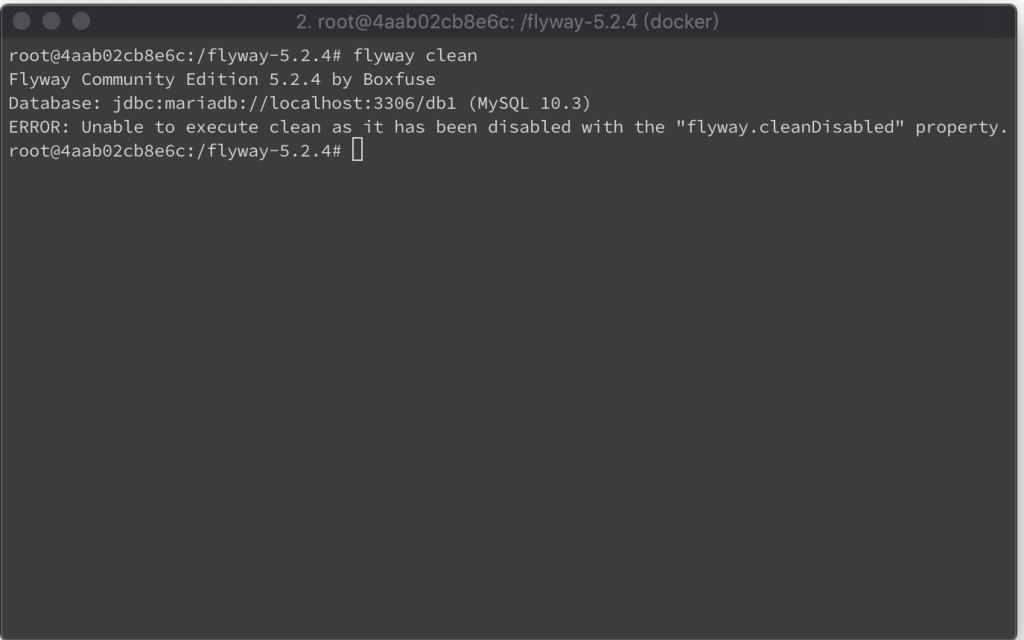 2. root@4aab02cb8e6c: /flyway-5.2.4 (docker)
root@4aab02cb8e6c:/flyway-5.2.4# flyway clean
Flyway Community Edition 5.2.4 by Boxfuse
Database: jdbc:mariadb://localhost:3306/db1 (MySQL 10.3)
ERROR: Unable to execute clean as it has been disabled with the "flyway.cleanDisabled" property.
root@4aab02cb8e6c:/flyway-5.2.4#